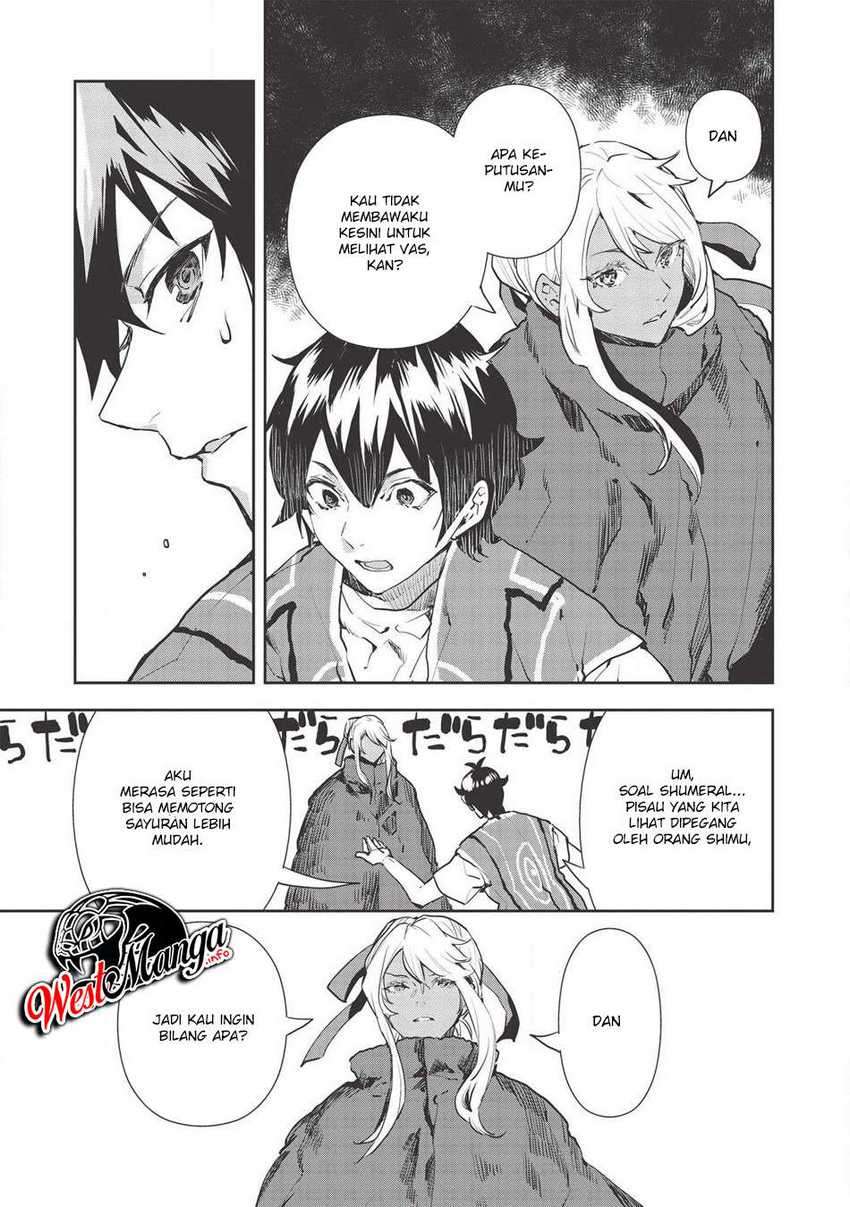 DAN
APA KE-
PUTUSAN-
MU?
KAU TIDAK
MEMBAWAKU
KESINI UNTUK
MELIHAT VAS,
KAN?
らだ
らだらだ
UM,
SOAL SHUMERAL...
PISAU YANG KITA
LIHAT DIPEGANG
OLEH ORANG SHIMU,
AKU
MERASA SEPERTI
BISA MEMOTONG
SAYURAN LEBIH
MUDAH.
WestManga
.info
DAN
JADI KAU INGIN
BILANG APA?